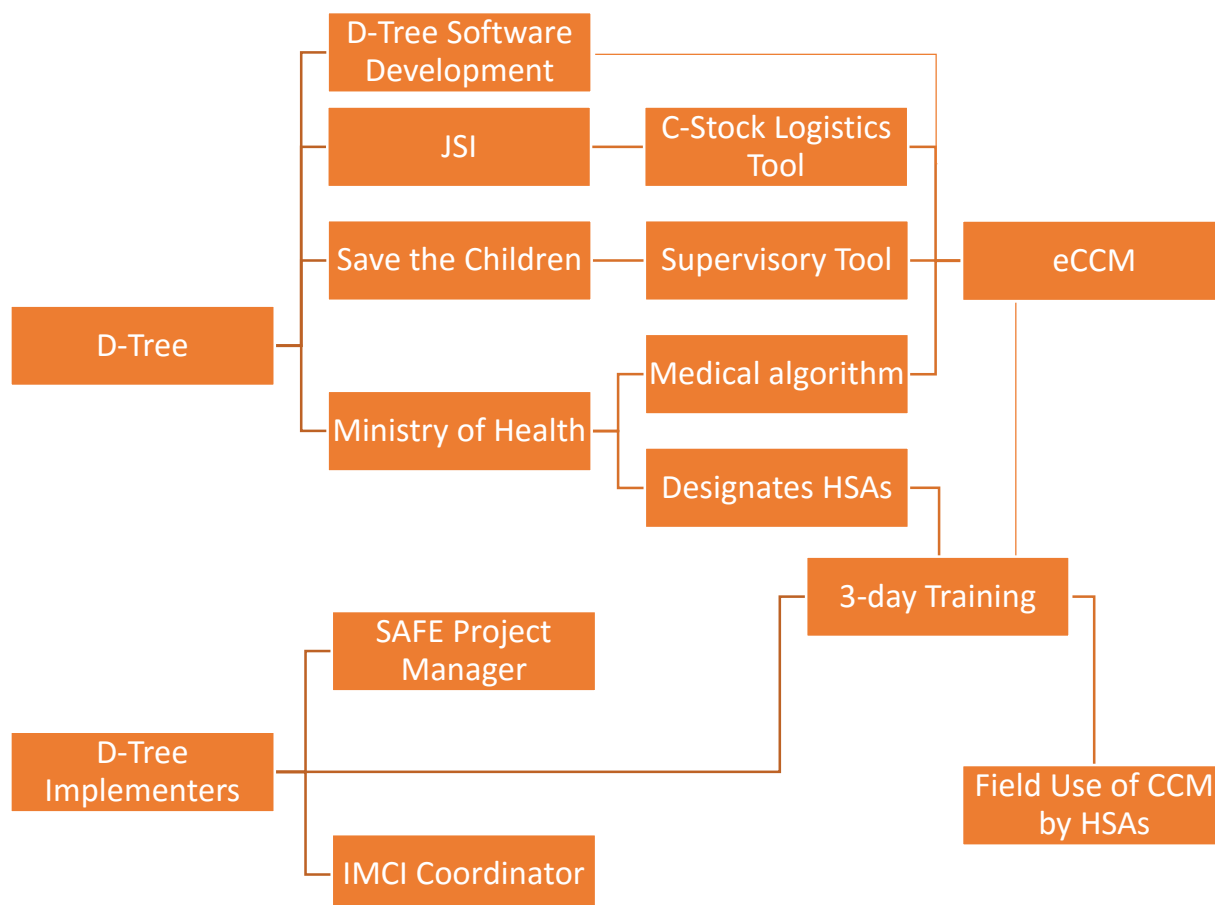 D-Tree Software
Development
JSI
C-Stock Logistics
Tool
Save the Children
Supervisory Tool
eCCM
D-Tree
Medical algorithm
Ministry of Health
Designates HSAs
3-day Training
SAFE Project
Manager
D-Tree
Implementers
Field Use of CCM
by HSAs
IMCI Coordinator